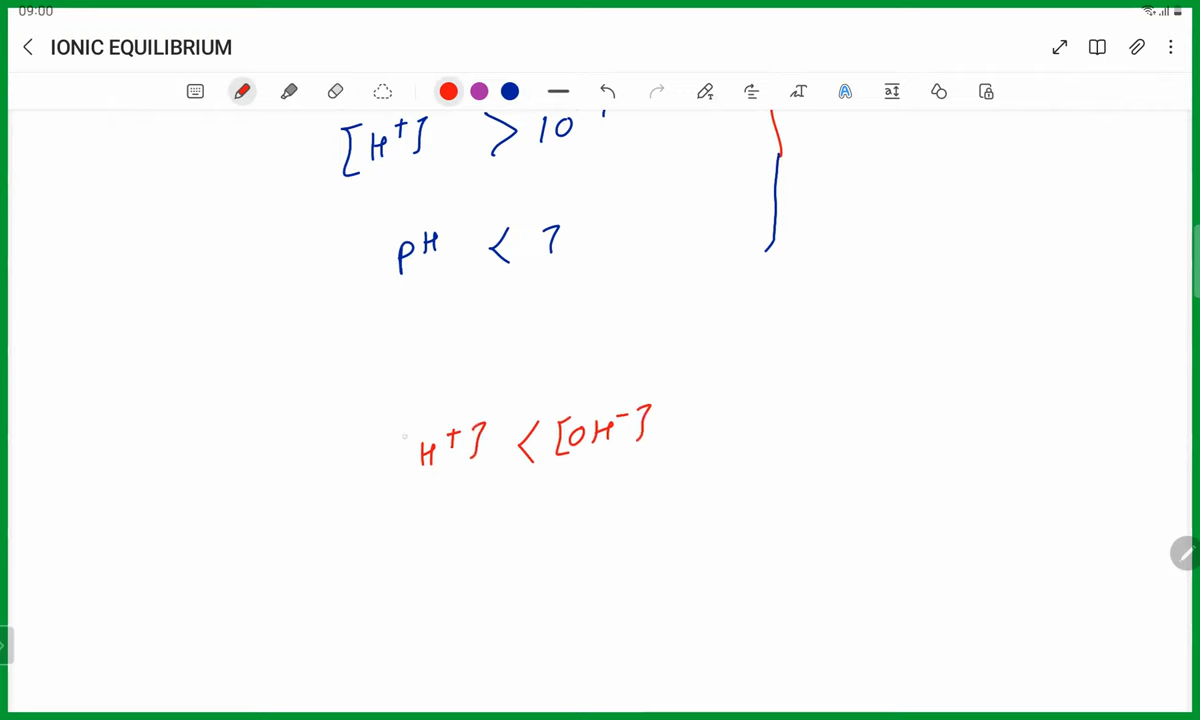 09:00
IONIC EQUILIBRIUM
[H⁺] > 10
pH < 7
H⁺] < [OH⁻]